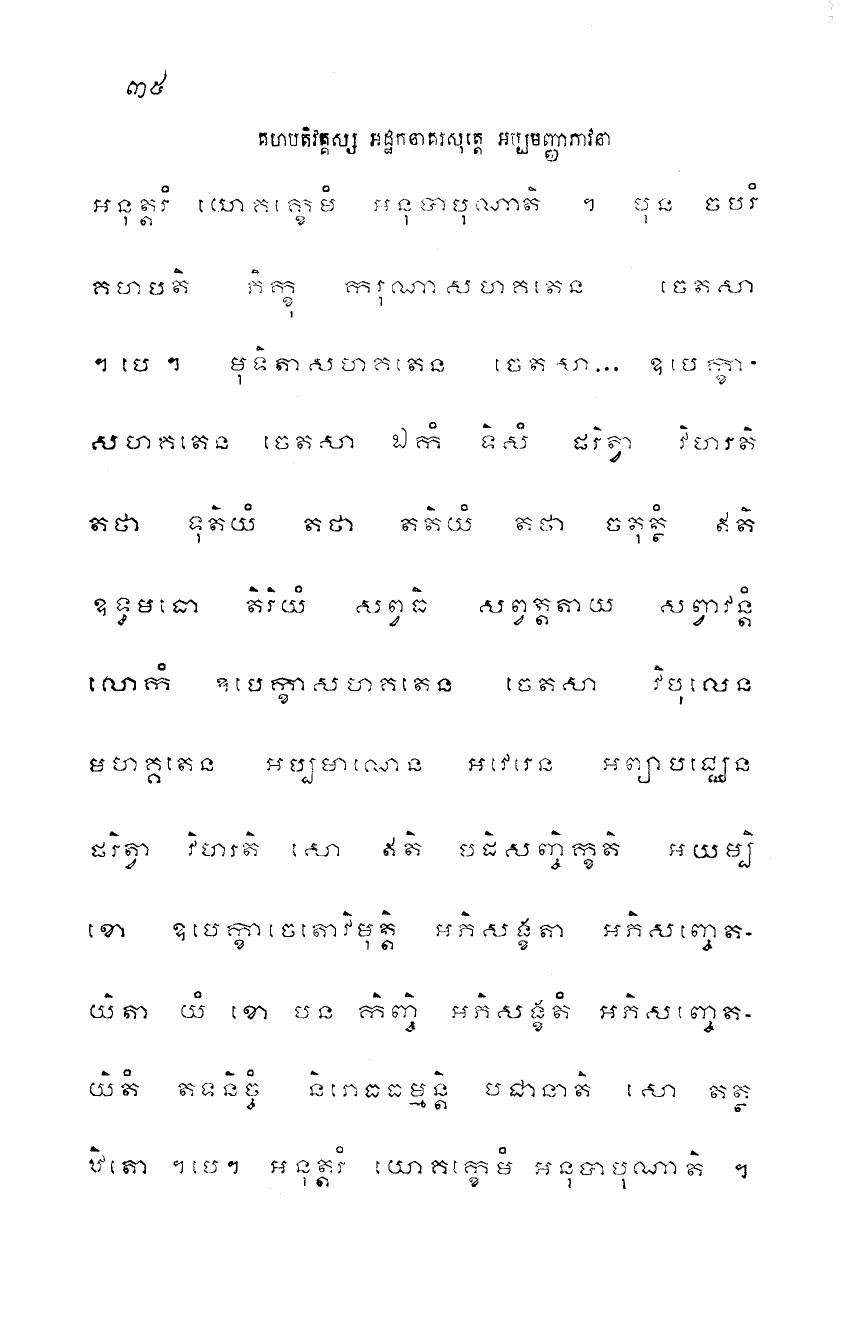 ៣៥
គហបតិវគ្គស្ស អដ្ឋកនាគរសុត្តេ អប្បមញ្ញាភាវនា
អនុត្តរំ យោគក្ខេមំ អនុបាបុណាតិ ។ បុន ចបរំ
គហបតិ ភិក្ខុ ករុណាសហគតេន ចេតសា
។ បេ ។ មុទិតាសហគតេន ចេតសា... ឧបេក្ខា-
សហគតេន ចេតសា ឯកំ ទិសំ ផរិត្វា វិហរតិ
តថា ទុតិយំ តថា តតិយំ តថា ចតុត្ថំ ឥតិ
ឧទ្ធមធោ តិរិយំ សព្វធិ សព្វត្តតាយ សព្វាវន្តំ
លោកំ ឧបេក្ខាសហគតេន ចេតសា វិបុលេន
មហគ្គតេន អប្បមាណេន អវេរេន អព្យាបជ្ឈេន
ផរិត្វា វិហរតិ សោ ឥតិ បដិសញ្ចិក្ខតិ អយម្បិ
ខោ ឧបេក្ខាចេតោវិមុត្តិ អភិសង្ខតា អភិសញ្ចេត-
យិតា យំ ខោ បន កិញ្ចិ អភិសង្ខតំ អភិសញ្ចេត-
យិតំ តទនិច្ចំ និរោធធម្មន្តិ បជានាតិ សោ តត្ថ
ឋិតោ ។បេ។ អនុត្តរំ យោគក្ខេមំ អនុបាបុណាតិ ។